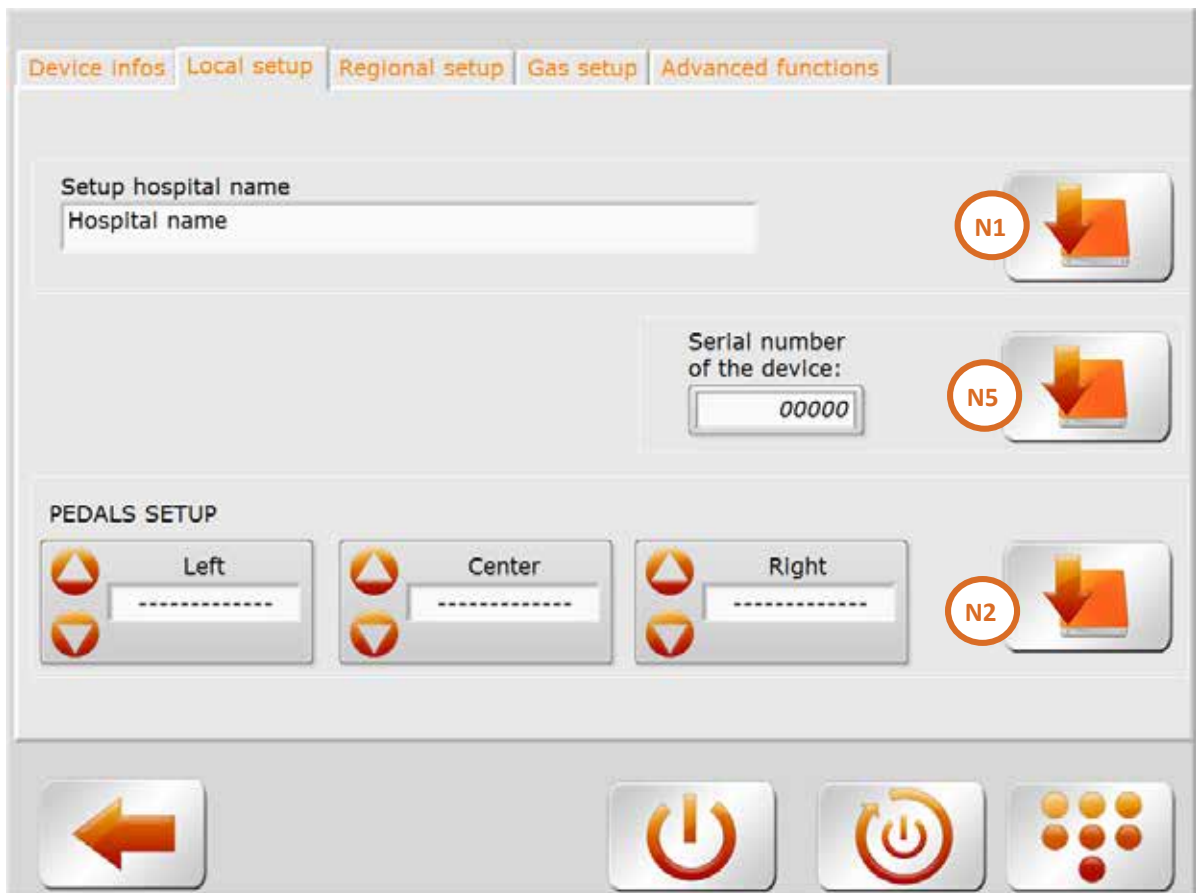 Device infos Local setup Regional setup Gas setup Advanced functions
Setup hospital name
Hospital name
N1
Serial number
of the device:
00000
N5
PEDALS SETUP
Left Center Right
------------- ------------- -------------
N2